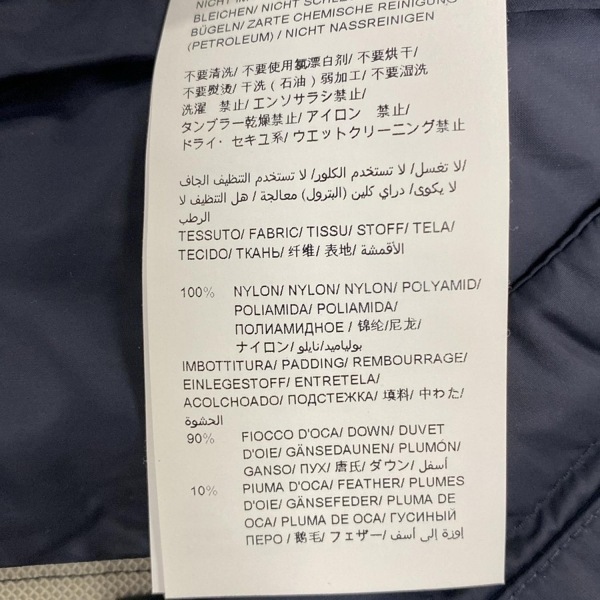 BLEICHEN/ NICHT
BÜGELN/ ZARTE CHEMISCHE REINIGUNG
(PETROLEUM) / NICHT NASSREINIGEN
不要清洗/ 不要使用氯漂白剂/ 不要烘干/
不要熨烫/ 干洗（石油）弱加工/ 不要湿洗
洗濯 禁止/ エンソサラシ禁止/
タンブラー乾燥禁止/ アイロン 禁止/
ドライ・セキユ系/ ウエットクリーニング禁止
/لا تغسل/ لا تستخدم الكلور/ لا تستخدم التنظيف الجاف
لا يكوى/ دراي كلين (البترول) معالجة / هل التنظيف لا
الرطب
TESSUTO/ FABRIC/ TISSU/ STOFF/ TELA/
TECIDO/ ТКАНЬ/ 纤维/ 表地/ الأقمشة/
100% NYLON/ NYLON/ NYLON/ POLYAMID/
POLIAMIDA/ POLIAMIDA/
ПОЛИАМИДНОЕ / 锦纶/尼龙/
ナイロン/بولياميد/نايلو
IMBOTTITURA/ PADDING/ REMBOURRAGE/
EINLEGESTOFF/ ENTRETELA/
ACOLCHOADO/ ПОДСТЕЖКА/ 填料/ 中わた/
الحشوة
90% FIOCCO D'OCA/ DOWN/ DUVET
D'OIE/ GÄNSEDAUNEN/ PLUMÓN/
GANSO/ ПУХ/ 唐氏/ ダウン/ أسفل/
10% PIUMA D'OCA/ FEATHER/ PLUMES
D'OIE/ GÄNSEFEDER/ PLUMA DE
OCA/ PLUMA DE OCA/ ГУСИНЫЙ
ПЕРО / 鵝毛/ フェザー/ اوزة إلى أسف/